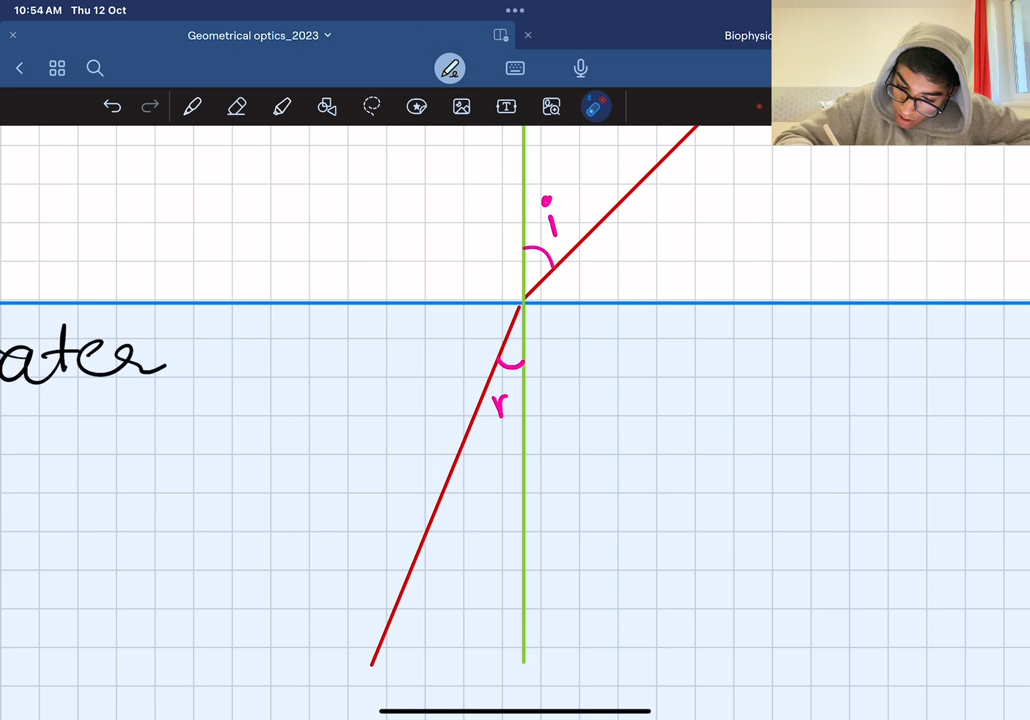 10:54 AM Thu 12 Oct
Geometrical optics_2023
Biophysic
i
ater
r